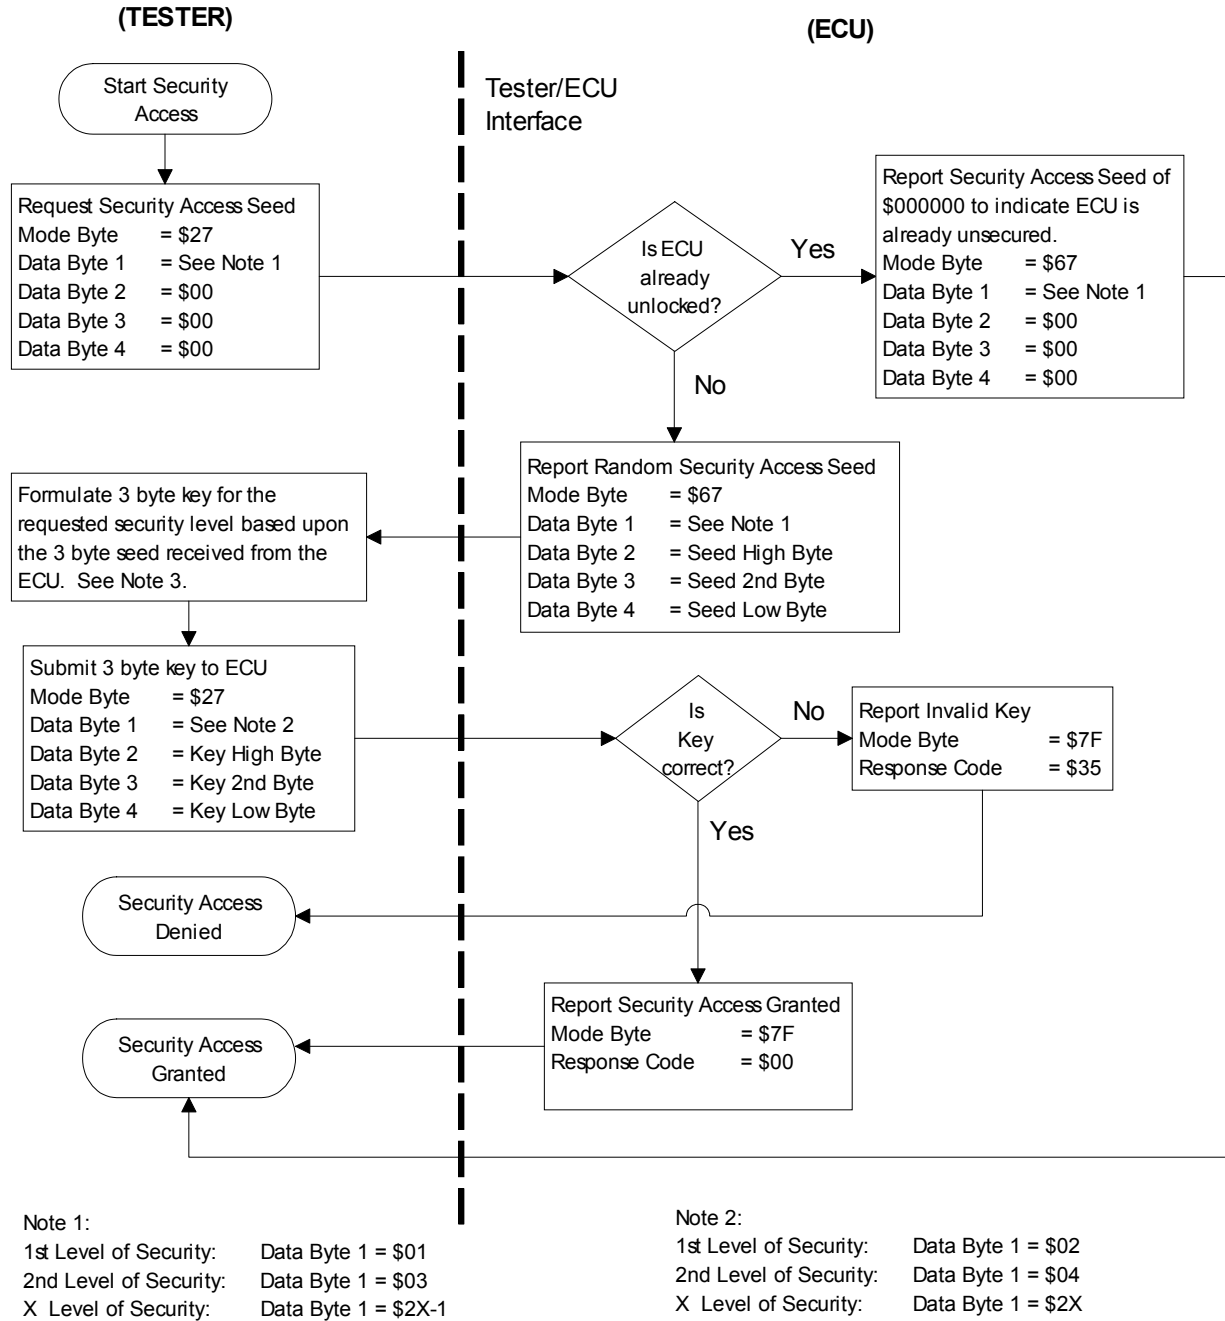 (TESTER)
(ECU)
Start Security
Access
Tester/ECU
Interface
Request Security Access Seed
Mode Byte = $27
Data Byte 1 = See Note 1
Data Byte 2 = $00
Data Byte 3 = $00
Data Byte 4 = $00
Is ECU
already
unlocked?
Yes
No
Report Security Access Seed of
$000000 to indicate ECU is
already unsecured.
Mode Byte = $67
Data Byte 1 = See Note 1
Data Byte 2 = $00
Data Byte 3 = $00
Data Byte 4 = $00
Report Random Security Access Seed
Mode Byte = $67
Data Byte 1 = See Note 1
Data Byte 2 = Seed High Byte
Data Byte 3 = Seed 2nd Byte
Data Byte 4 = Seed Low Byte
Formulate 3 byte key for the
requested security level based upon
the 3 byte seed received from the
ECU. See Note 3.
Submit 3 byte key to ECU
Mode Byte = $27
Data Byte 1 = See Note 2
Data Byte 2 = Key High Byte
Data Byte 3 = Key 2nd Byte
Data Byte 4 = Key Low Byte
Is
Key
correct?
No
Yes
Report Invalid Key
Mode Byte = $7F
Response Code = $35
Security Access
Denied
Report Security Access Granted
Mode Byte = $7F
Response Code = $00
Security Access
Granted
Note 1:
1st Level of Security: Data Byte 1 = $01
2nd Level of Security: Data Byte 1 = $03
X Level of Security: Data Byte 1 = $2X-1
Note 2:
1st Level of Security: Data Byte 1 = $02
2nd Level of Security: Data Byte 1 = $04
X Level of Security: Data Byte 1 = $2X